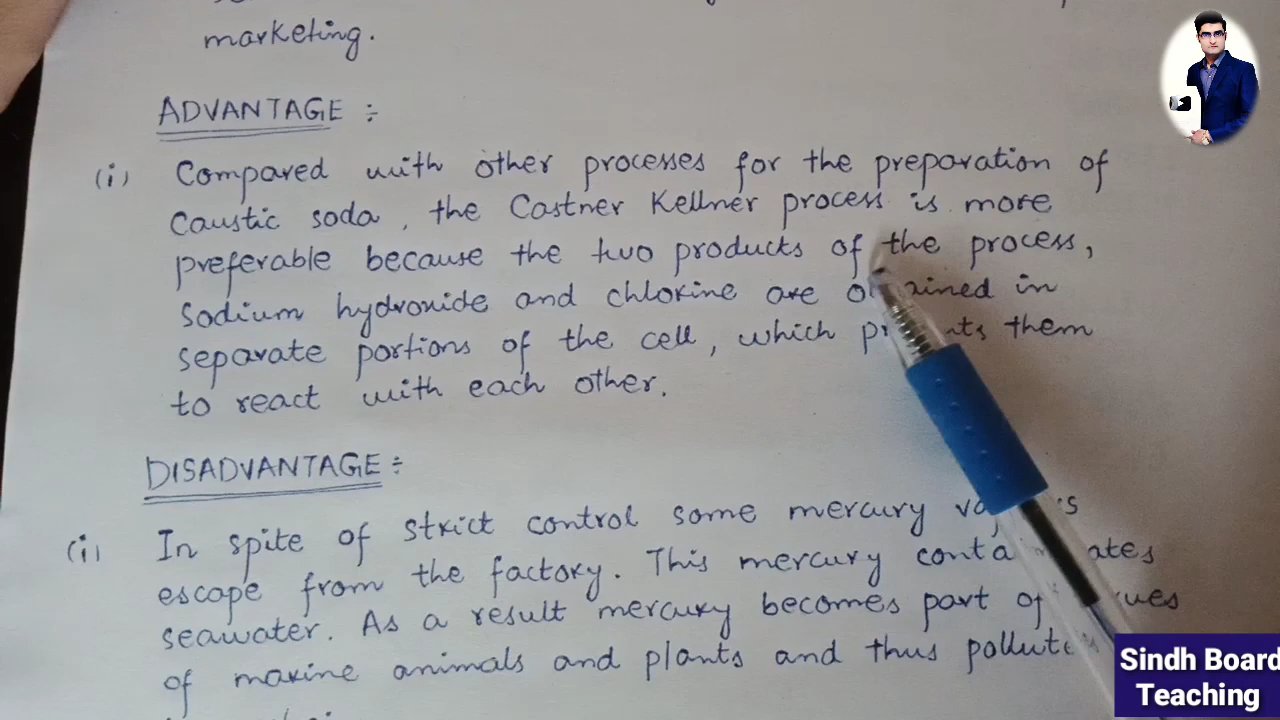 marketing.
ADVANTAGE :-
(i) Compared with other processes for the preparation of
caustic soda, the Castner Kellner process is more
preferable because the two products of the process,
sodium hydroxide and chlorine are in
separate portions of the cell, which them
to react with each other.
DISADVANTAGE :-
(i) In spite of strict control some mercury
escape from the factory. This mercury
seawater. As a result mercury becomes part of
of marine animals and plants and thus
Sindh Board
Teaching